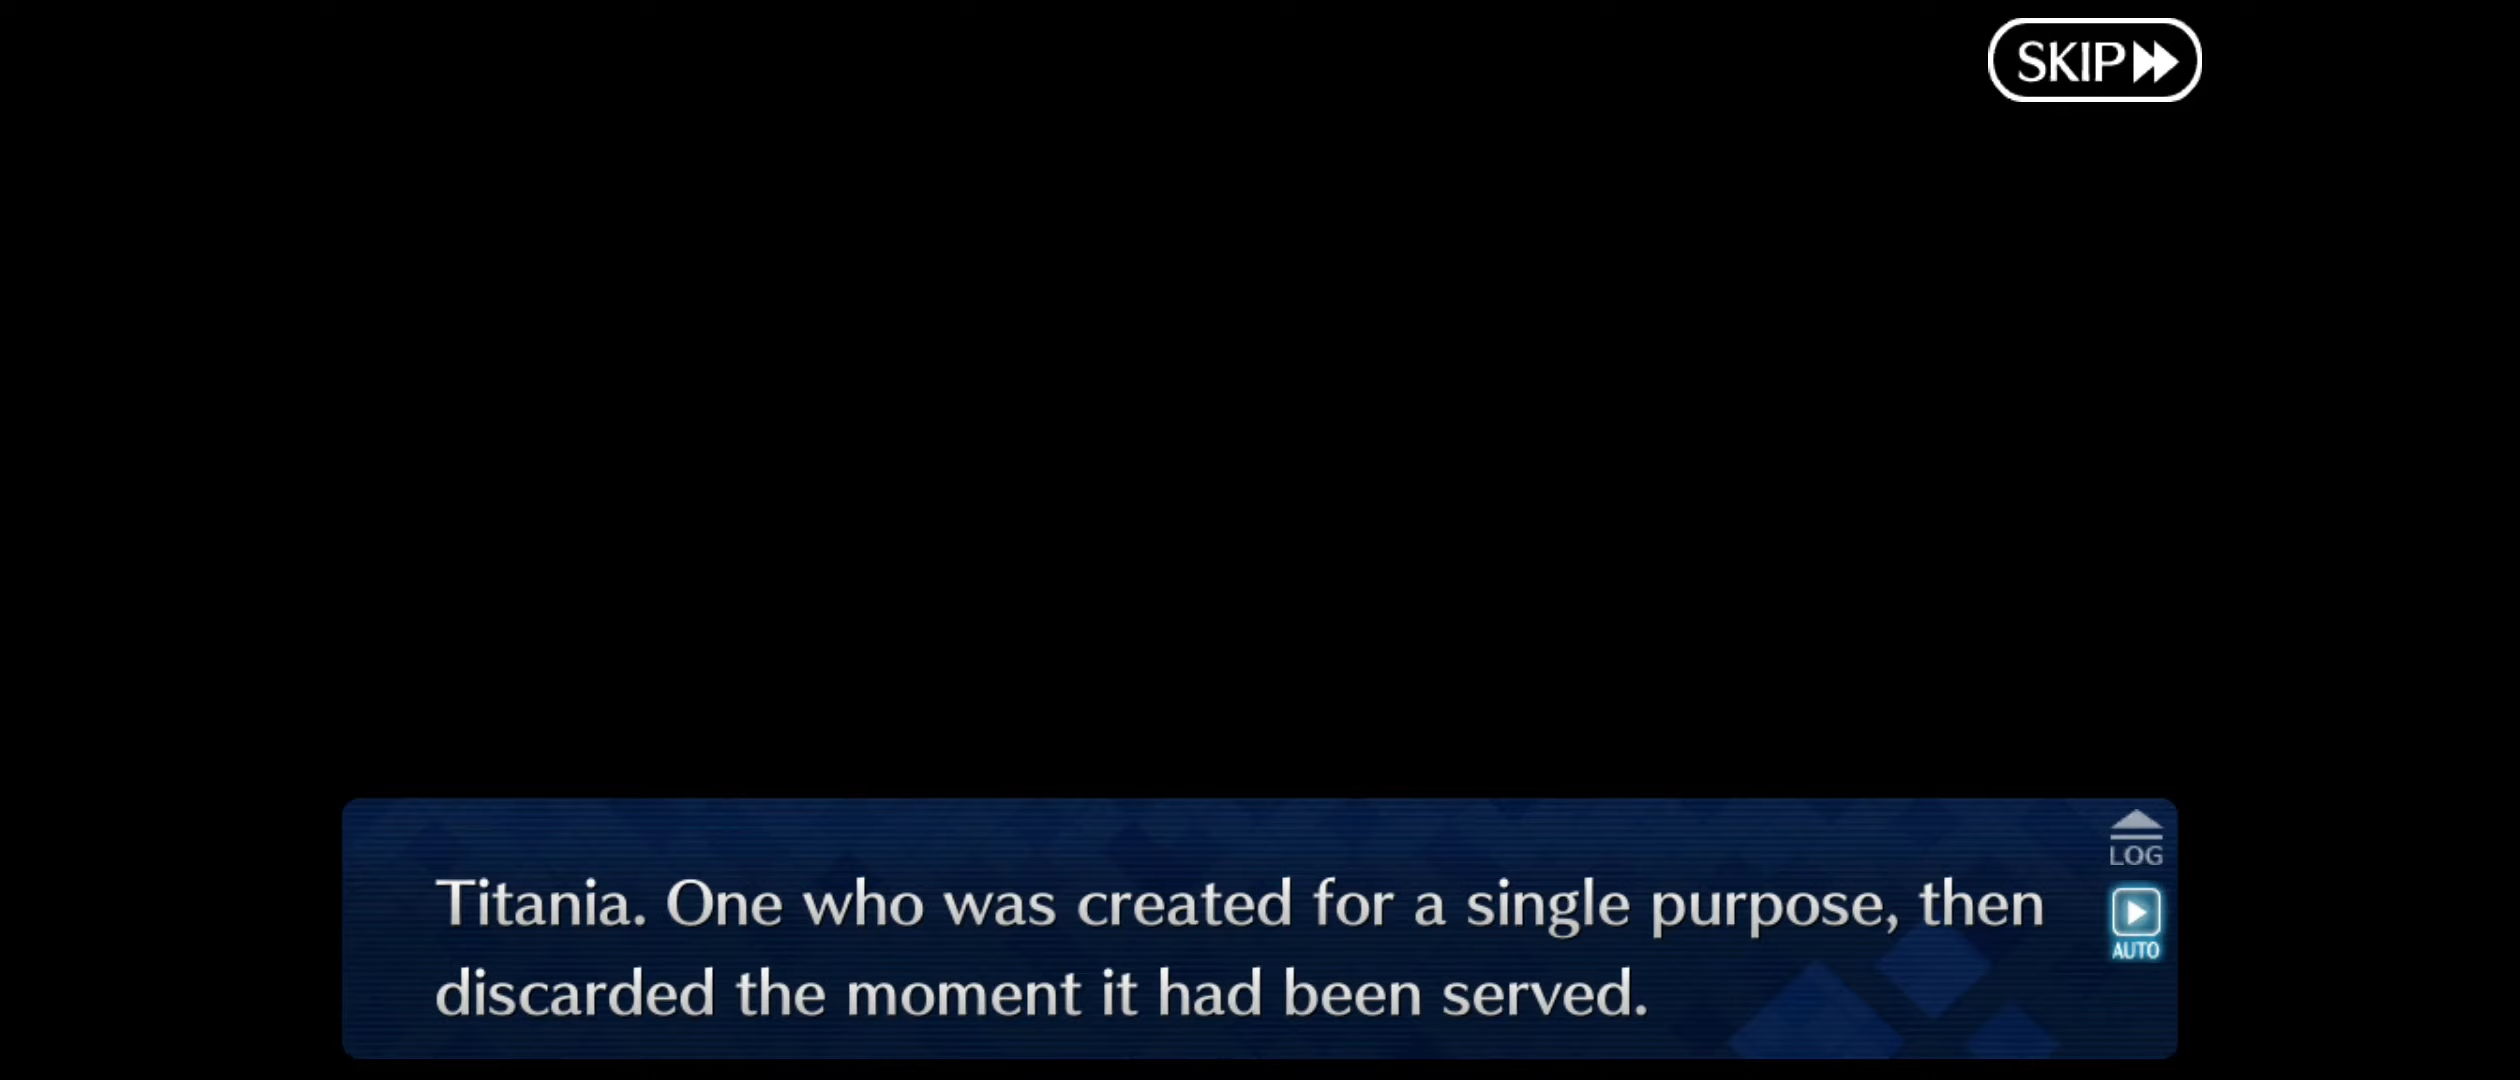 SKIP
LOG
AUTO
Titania. One who was created for a single purpose, then
discarded the moment it had been served.